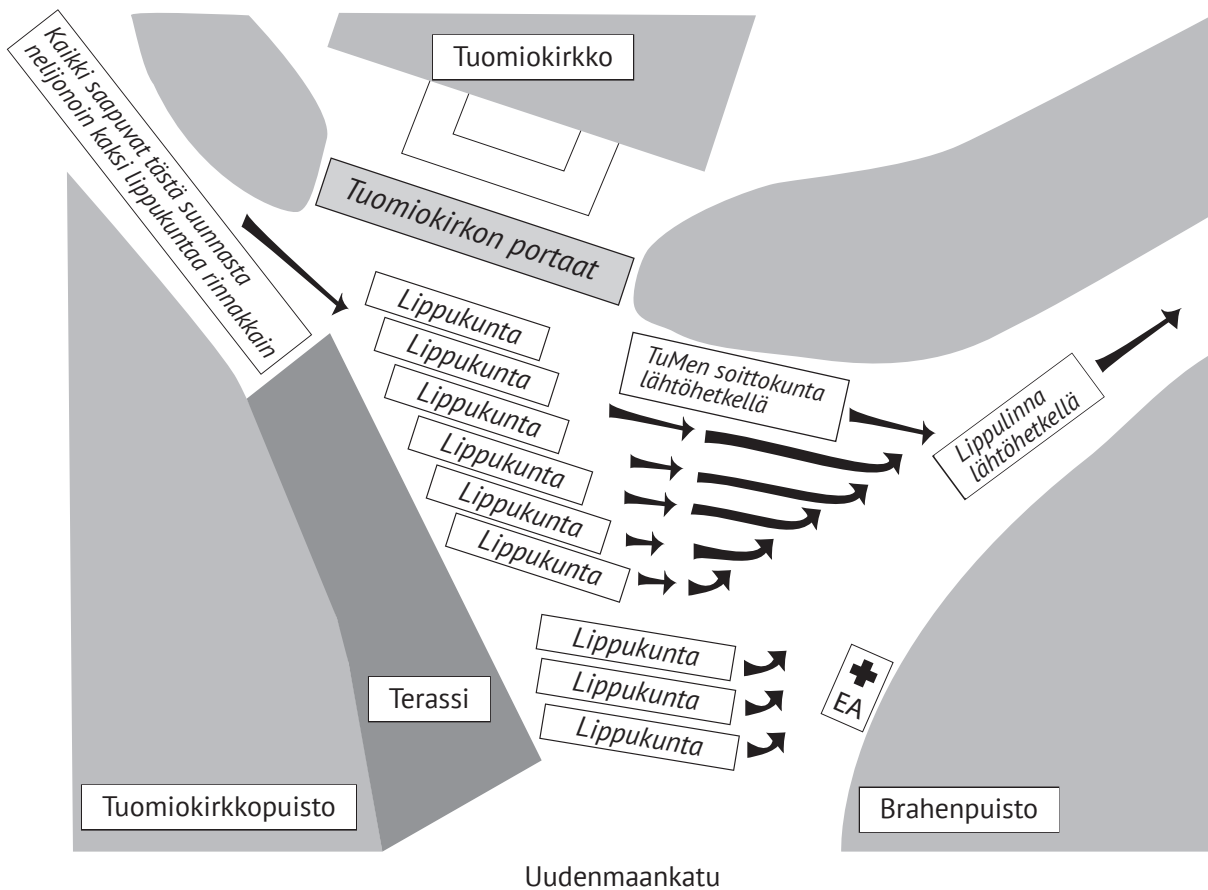 Kaikki saapuvat tästä suunnasta
nelijonoin kaksi lippukuntaa rinnakkain
Tuomiokirkko
Tuomiokirkon portaat
Lippukunta
Lippukunta
Lippukunta
Lippukunta
Lippukunta
Lippukunta
TuMen soittokunta
lähtöhetkellä
Lippulinna
lähtöhetkellä
Lippukunta
Lippukunta
Lippukunta
EA
Terassi
Tuomiokirkkopuisto
Brahenpuisto
Uudenmaankatu